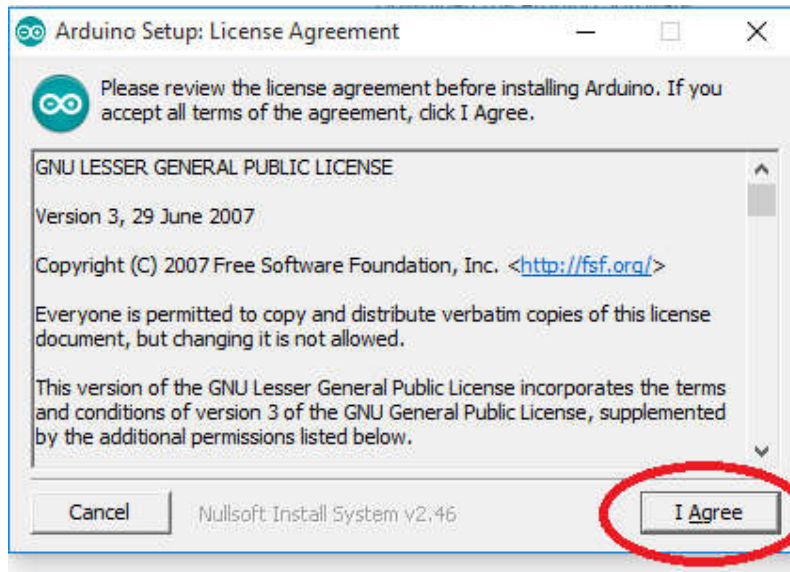 Arduino Setup: License Agreement
Please review the license agreement before installing Arduino. If you
accept all terms of the agreement, click I Agree.
GNU LESSER GENERAL PUBLIC LICENSE
Version 3, 29 June 2007
Copyright (C) 2007 Free Software Foundation, Inc. <http://fsf.org/>
Everyone is permitted to copy and distribute verbatim copies of this license
document, but changing it is not allowed.
This version of the GNU Lesser General Public License incorporates the terms
and conditions of version 3 of the GNU General Public License, supplemented
by the additional permissions listed below.
Cancel
Nullsoft Install System v2.46
I Agree